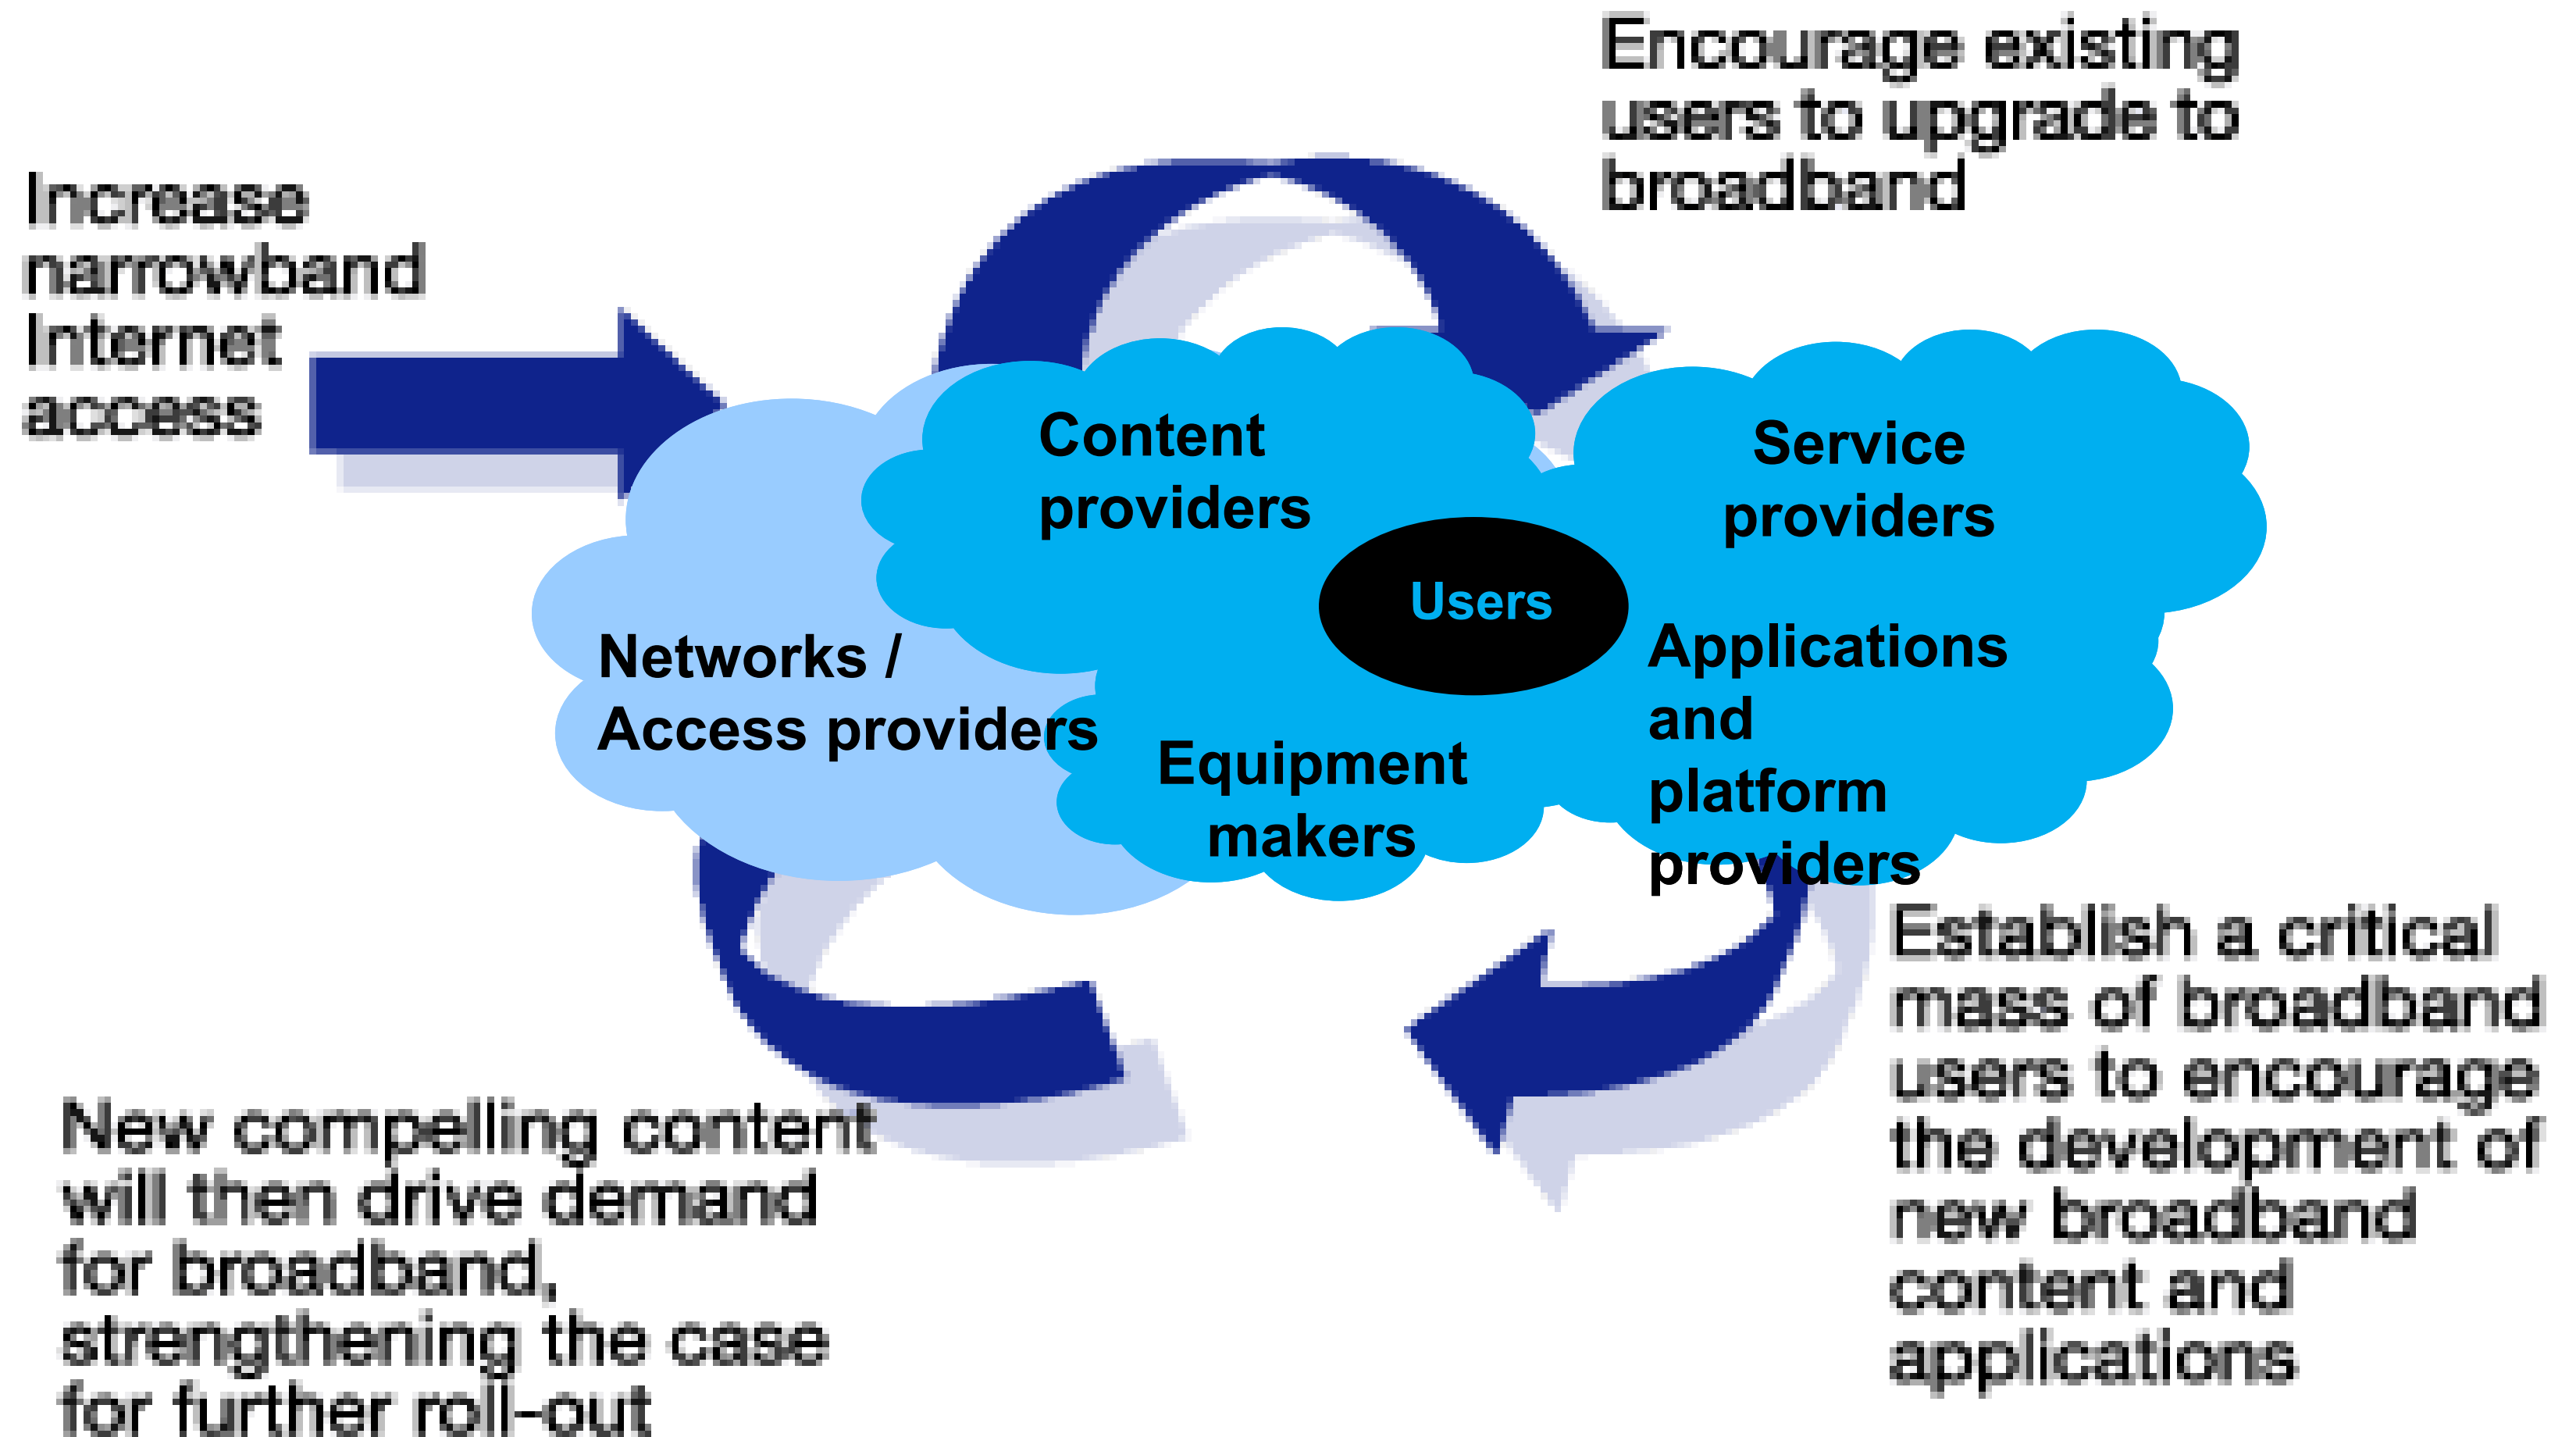 Encourage existing
users to upgrade to
broadband
Increase
narrowband
Internet
access
Content
providers
Service
providers
Users
Networks /
Access providers
Applications
and
platform
providers
Equipment
makers
Establish a critical
mass of broadband
users to encourage
the development of
new broadband
content and
applications
New compelling content
will then drive demand
for broadband,
strengthening the case
for further roll-out